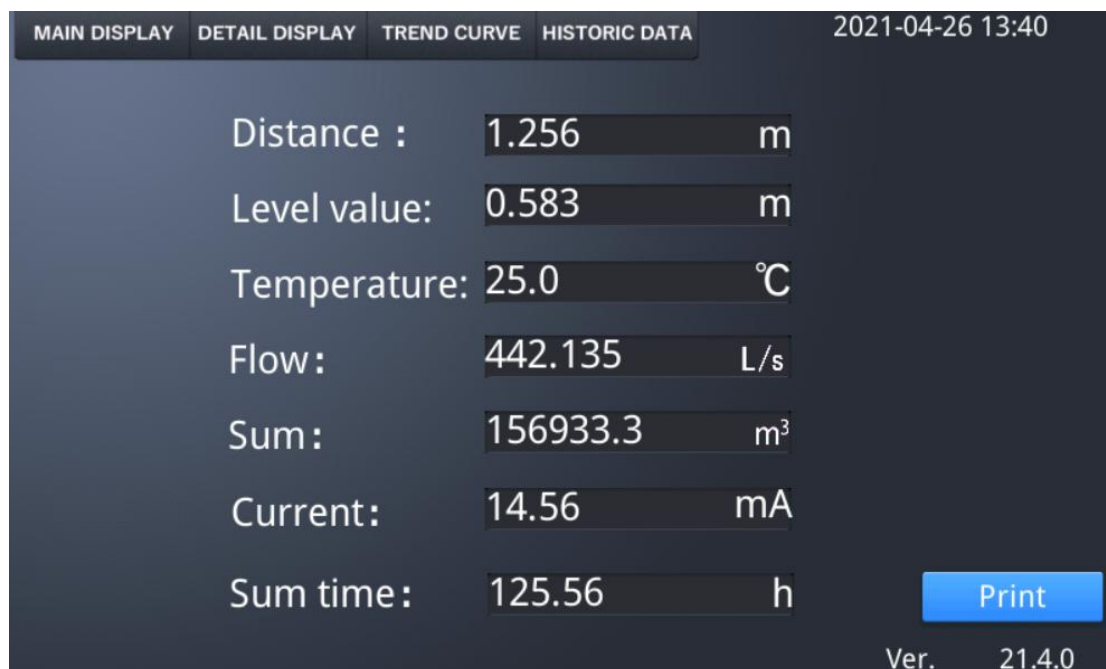 MAIN DISPLAY DETAIL DISPLAY TREND CURVE HISTORIC DATA 2021-04-26 13:40
Distance : 1.256 m
Level value: 0.583 m
Temperature: 25.0 ℃
Flow: 442.135 L/s
Sum: 156933.3 m³
Current: 14.56 mA
Sum time: 125.56 h
Print
Ver. 21.4.0